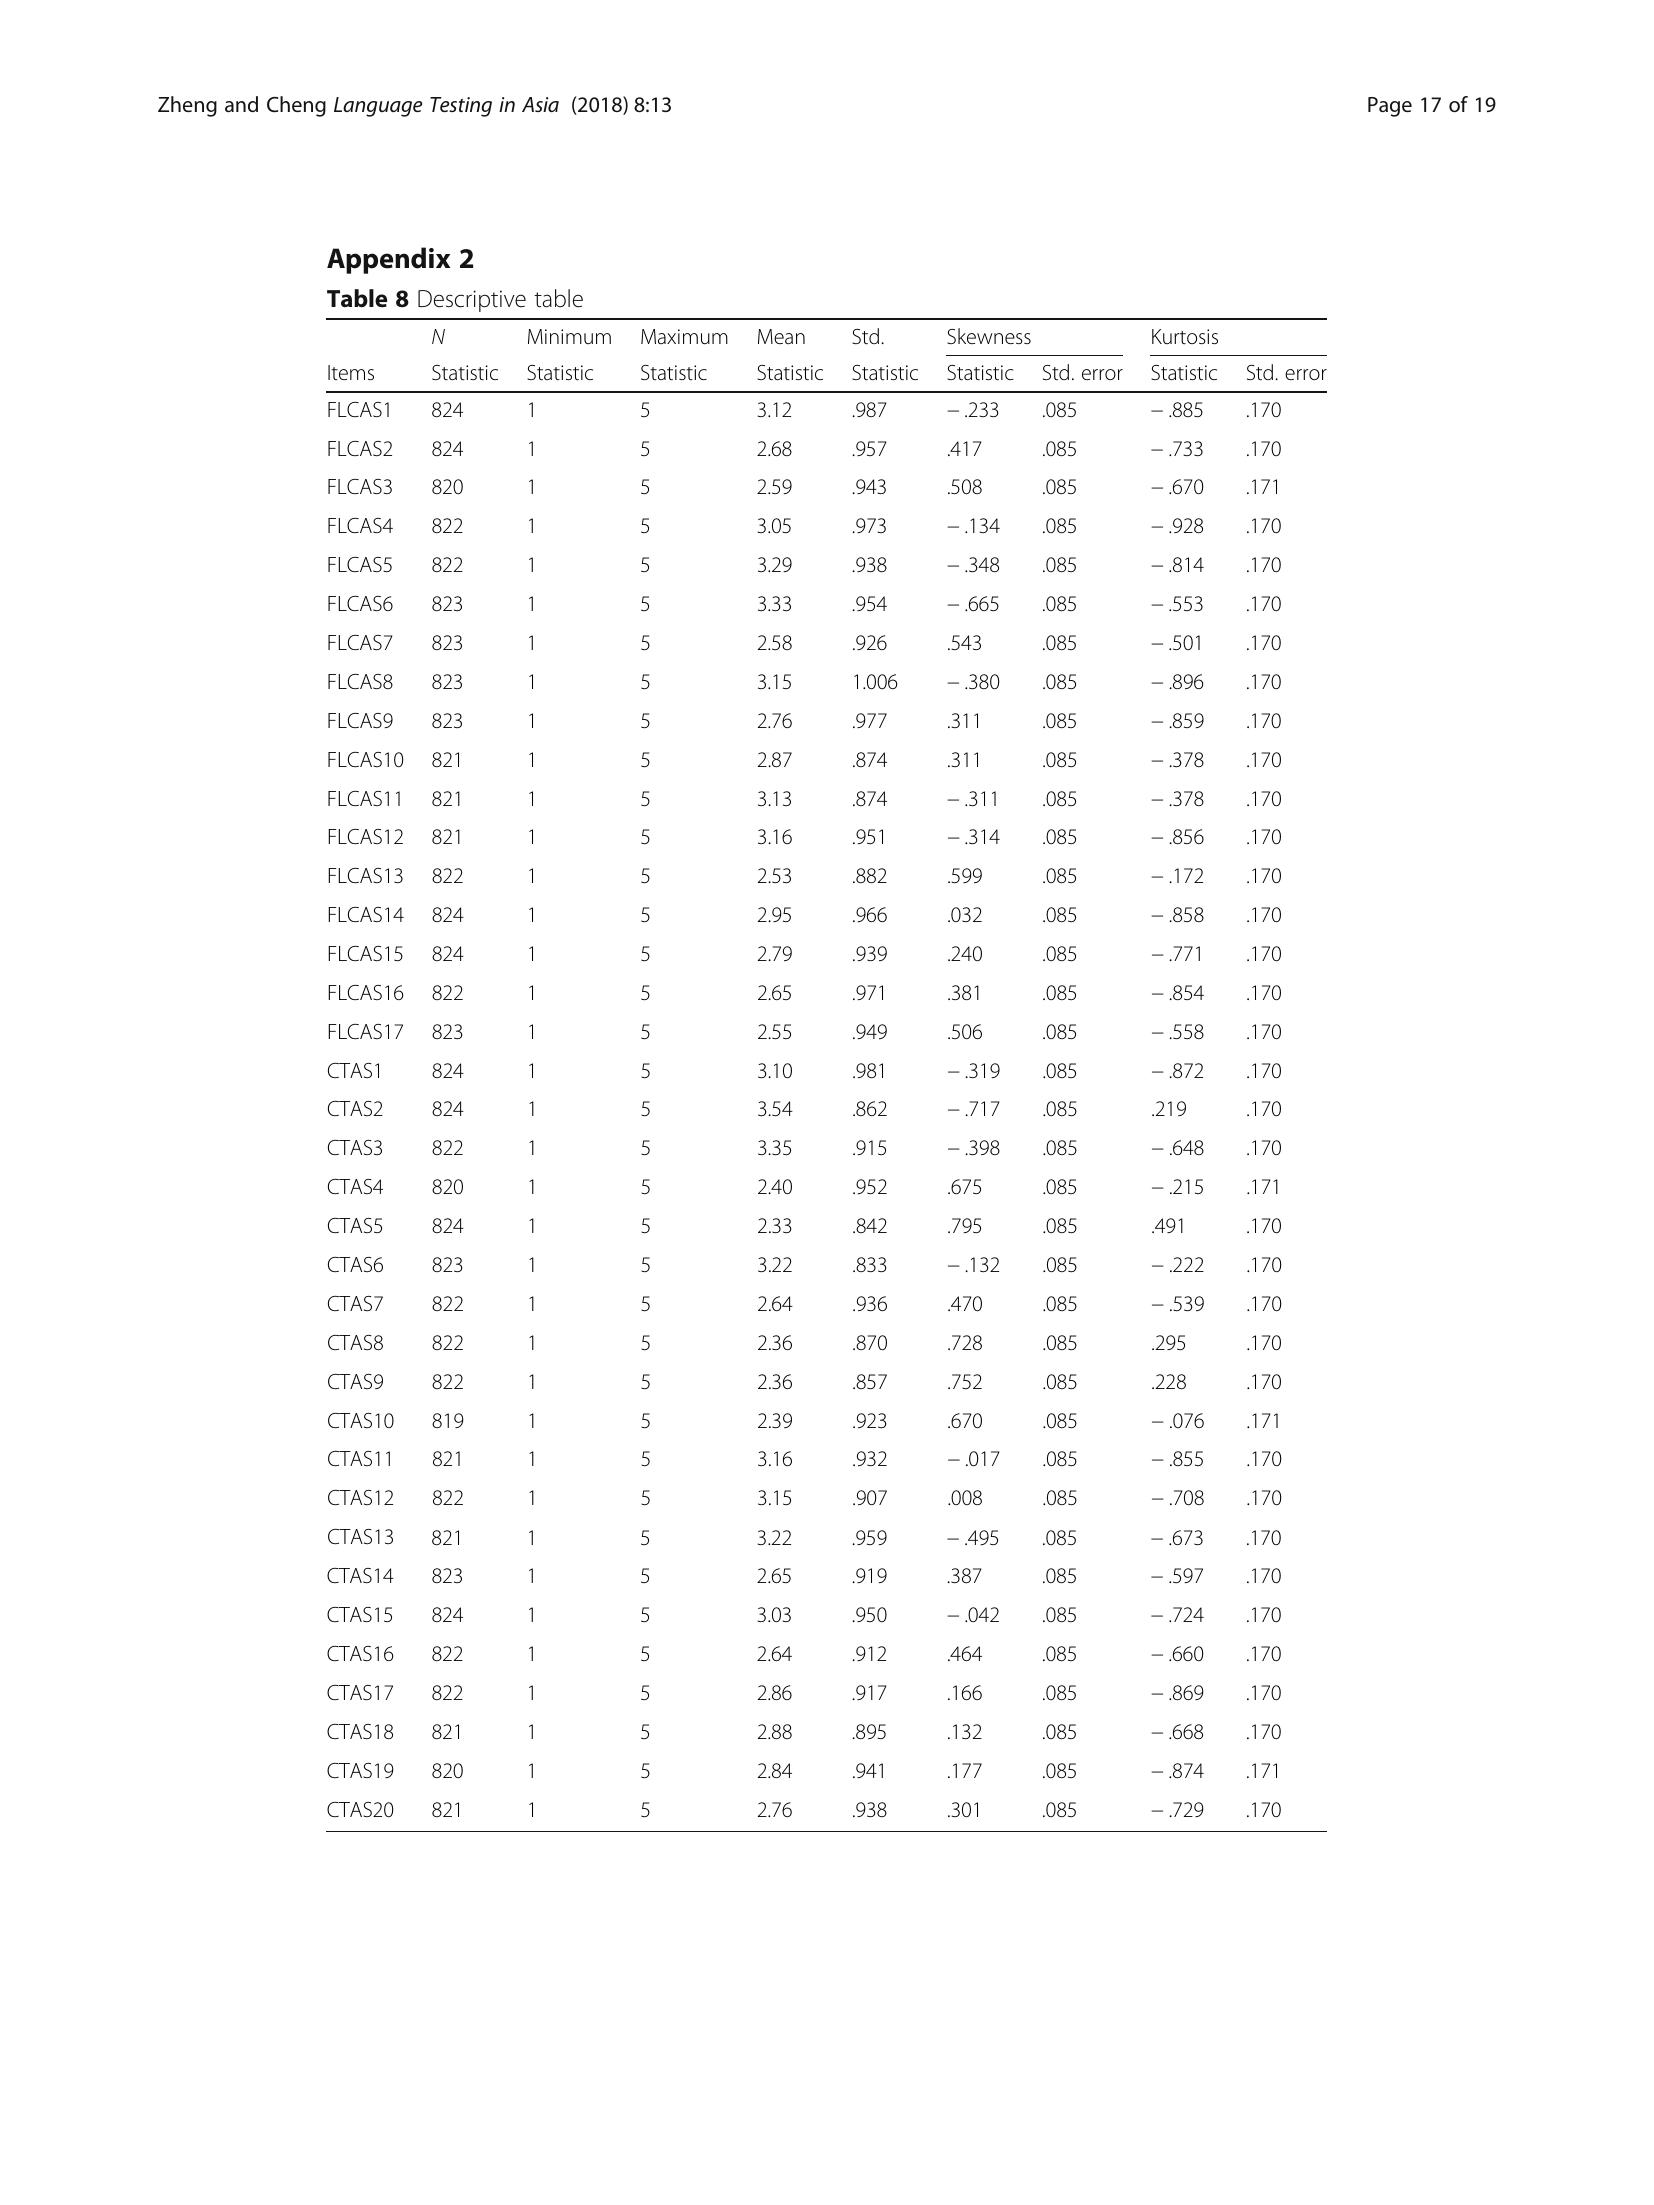 Zheng and Cheng Language Testing in Asia (2018) 8:13 Page 17 of 19
Appendix 2
Table 8 Descriptive table
N Minimum Maximum Mean Std. Skewness Kurtosis
Items Statistic Statistic Statistic Statistic Statistic Statistic Std. error Statistic Std. error
FLCAS1 824 1 5 3.12 .987 − .233 .085 − .885 .170
FLCAS2 824 1 5 2.68 .957 .417 .085 − .733 .170
FLCAS3 820 1 5 2.59 .943 .508 .085 − .670 .171
FLCAS4 822 1 5 3.05 .973 − .134 .085 − .928 .170
FLCAS5 822 1 5 3.29 .938 − .348 .085 − .814 .170
FLCAS6 823 1 5 3.33 .954 − .665 .085 − .553 .170
FLCAS7 823 1 5 2.58 .926 .543 .085 − .501 .170
FLCAS8 823 1 5 3.15 1.006 − .380 .085 − .896 .170
FLCAS9 823 1 5 2.76 .977 .311 .085 − .859 .170
FLCAS10 821 1 5 2.87 .874 .311 .085 − .378 .170
FLCAS11 821 1 5 3.13 .874 − .311 .085 − .378 .170
FLCAS12 821 1 5 3.16 .951 − .314 .085 − .856 .170
FLCAS13 822 1 5 2.53 .882 .599 .085 − .172 .170
FLCAS14 824 1 5 2.95 .966 .032 .085 − .858 .170
FLCAS15 824 1 5 2.79 .939 .240 .085 − .771 .170
FLCAS16 822 1 5 2.65 .971 .381 .085 − .854 .170
FLCAS17 823 1 5 2.55 .949 .506 .085 − .558 .170
CTAS1 824 1 5 3.10 .981 − .319 .085 − .872 .170
CTAS2 824 1 5 3.54 .862 − .717 .085 .219 .170
CTAS3 822 1 5 3.35 .915 − .398 .085 − .648 .170
CTAS4 820 1 5 2.40 .952 .675 .085 − .215 .171
CTAS5 824 1 5 2.33 .842 .795 .085 .491 .170
CTAS6 823 1 5 3.22 .833 − .132 .085 − .222 .170
CTAS7 822 1 5 2.64 .936 .470 .085 − .539 .170
CTAS8 822 1 5 2.36 .870 .728 .085 .295 .170
CTAS9 822 1 5 2.36 .857 .752 .085 .228 .170
CTAS10 819 1 5 2.39 .923 .670 .085 − .076 .171
CTAS11 821 1 5 3.16 .932 − .017 .085 − .855 .170
CTAS12 822 1 5 3.15 .907 .008 .085 − .708 .170
CTAS13 821 1 5 3.22 .959 − .495 .085 − .673 .170
CTAS14 823 1 5 2.65 .919 .387 .085 − .597 .170
CTAS15 824 1 5 3.03 .950 − .042 .085 − .724 .170
CTAS16 822 1 5 2.64 .912 .464 .085 − .660 .170
CTAS17 822 1 5 2.86 .917 .166 .085 − .869 .170
CTAS18 821 1 5 2.88 .895 .132 .085 − .668 .170
CTAS19 820 1 5 2.84 .941 .177 .085 − .874 .171
CTAS20 821 1 5 2.76 .938 .301 .085 − .729 .170